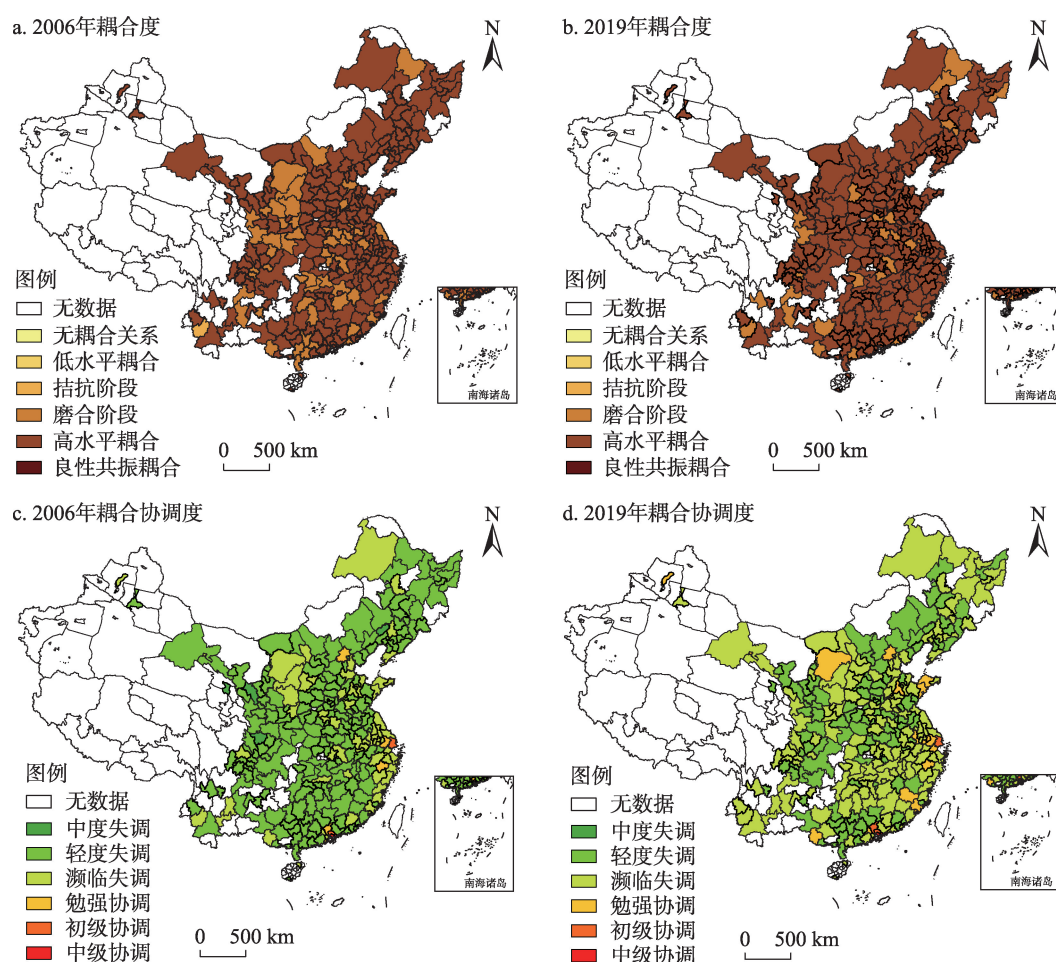 a. 2006年耦合度
N
图例
无数据
无耦合关系
低水平耦合
拮抗阶段
磨合阶段
高水平耦合
良性共振耦合
0 500 km
南海诸岛
b. 2019年耦合度
N
图例
无数据
无耦合关系
低水平耦合
拮抗阶段
磨合阶段
高水平耦合
良性共振耦合
0 500 km
南海诸岛
c. 2006年耦合协调度
N
图例
无数据
中度失调
轻度失调
濒临失调
勉强协调
初级协调
中级协调
0 500 km
南海诸岛
d. 2019年耦合协调度
N
图例
无数据
中度失调
轻度失调
濒临失调
勉强协调
初级协调
中级协调
0 500 km
南海诸岛